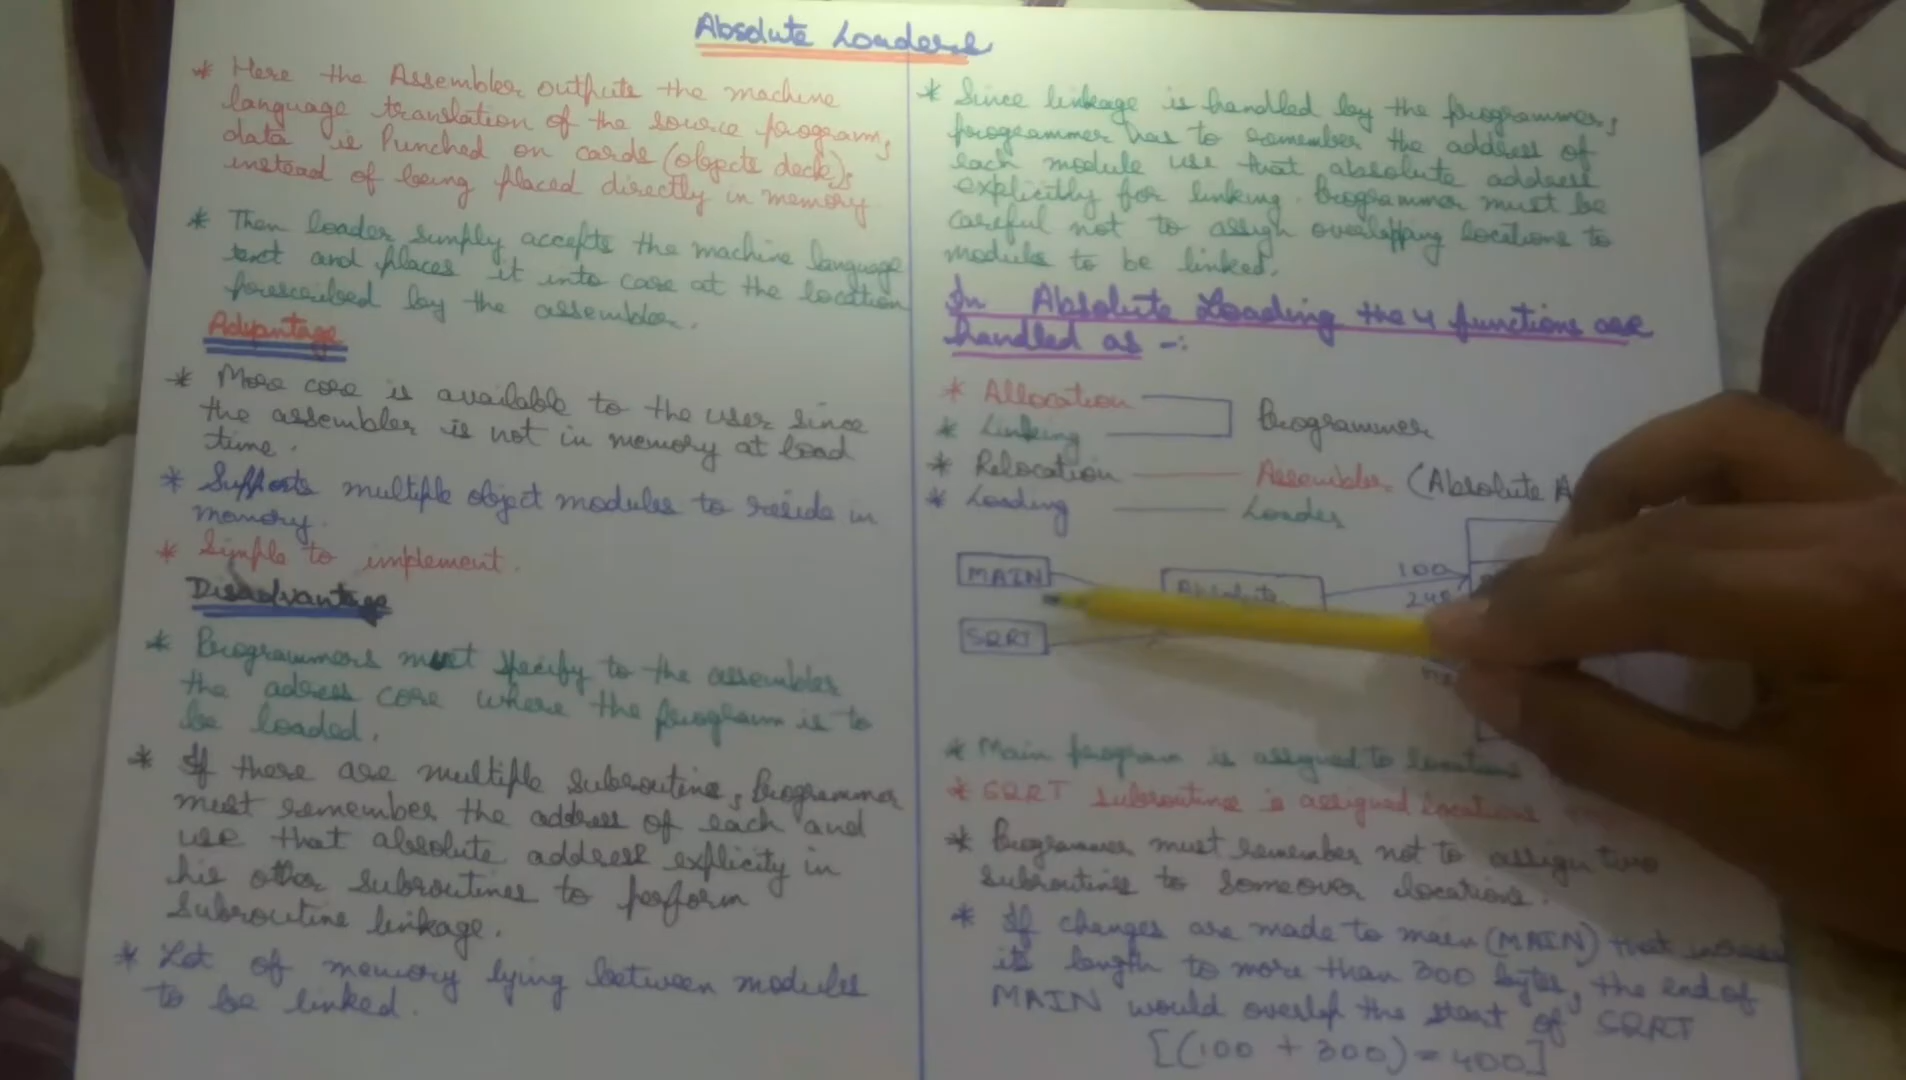 Absolute Loaders
* Here the Assembler outputs the machine
language translation of the source program,
data is Punched on cards (objects deck),
instead of being placed directly in memory
* Then loader simply accepts the machine language
text and places it into core at the location
prescribed by the assembler.
Advantage
* More core is available to the user since
the assembler is not in memory at load
time.
* Supports multiple object modules to reside in
memory.
* Simple to implement.
Disadvantage
* Programmers must specify to the assembler
the address core where the program is to
be loaded.
* If there are multiple subroutine, Programmer
must remember the address of each and
use that absolute address explicity in
his other subroutines to perform
subroutine linkage.
* Lot of memory lying between modules
to be linked.
* Since linkage is handled by the programmer,
programmer has to remember the address of
each module use that absolute address
explicitly for linking. Programmer must be
careful not to assign overlapping locations to
modules to be linked.
In Absolute Loading the 4 functions are
handled as -:
* Allocation
* Linking
Programmer
* Relocation Assembler (Absolute A
* Loading Loader
MAIN
SQRT
Absolute
100
248
* Main program is assigned to locations
* SQRT subroutine is assigned locations
* Programmer must remember not to assign two
subroutines to someover locations.
* If changes are made to main (MAIN) that
its length to more than 300 bytes, the end of
MAIN would overlap the start of SQRT
[(100 + 300) = 400]